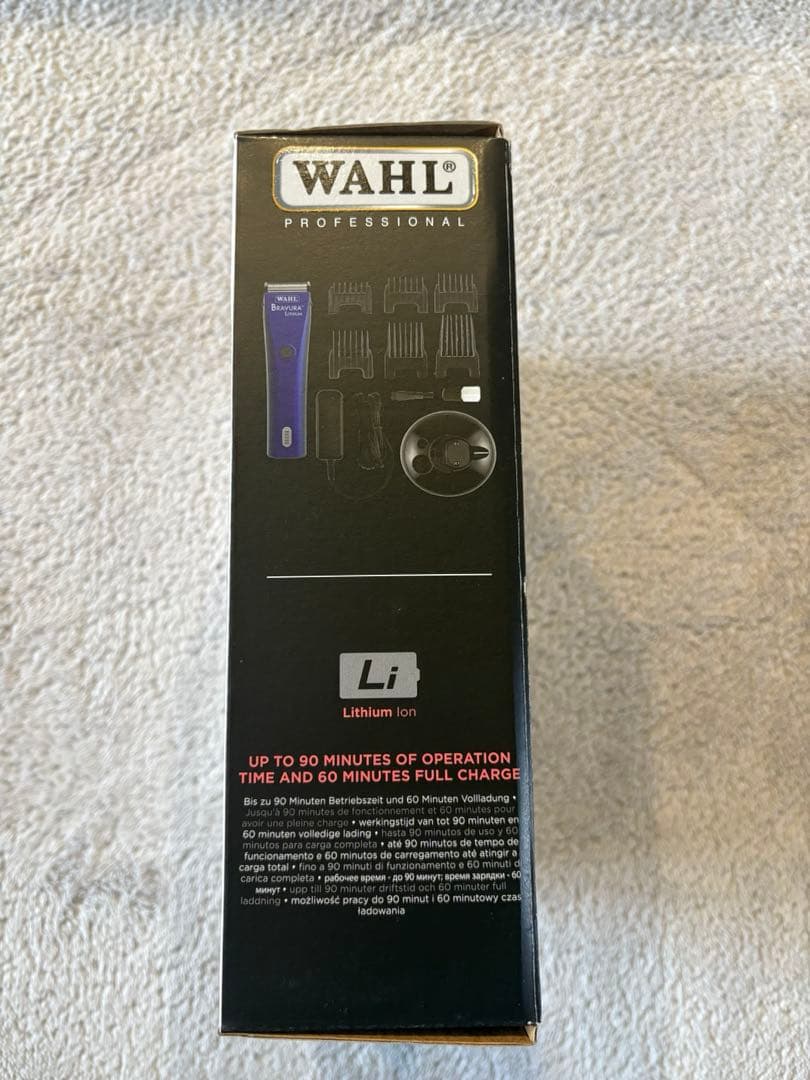 WAHL®
PROFESSIONAL
WAHL
BRAVURA™
LITHIUM
Li
Lithium Ion
UP TO 90 MINUTES OF OPERATION
TIME AND 60 MINUTES FULL CHARGE
Bis zu 90 Minuten Betriebszeit und 60 Minuten Vollladung •
Jusqu'à 90 minutes de fonctionnement et 60 minutes pour
avoir une pleine charge • werkingstijd van tot 90 minuten en
60 minuten volledige lading • hasta 90 minutos de uso y 60
minutos para carga completa • até 90 minutos de tempo de
funcionamento e 60 minutos de carregamento até atingir a
carga total • fino a 90 minuti di funzionamento e 60 minuti d
carica completa • рабочее время - до 90 минут; время зарядки - 60
минут • upp till 90 minuter driftstid och 60 minuter full
laddning • możliwość pracy do 90 minut i 60 minutowy czas
ładowania